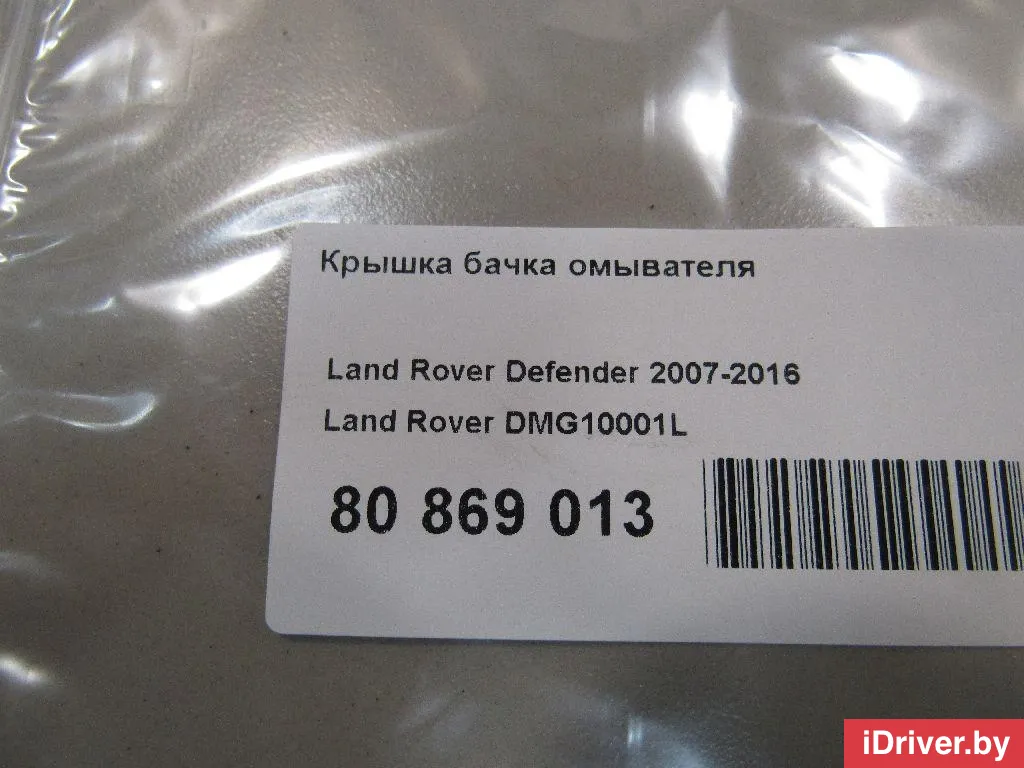 Крышка бачка омывателя
Land Rover Defender 2007-2016
Land Rover DMG10001L
80 869 013
iDriver.by